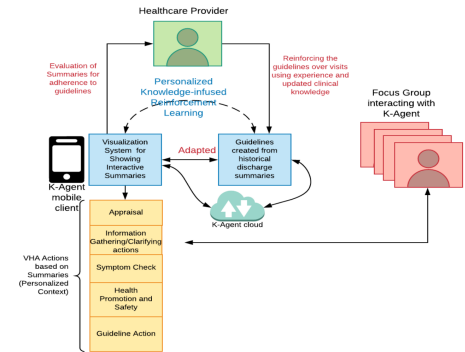 Healthcare Provider
Evaluation of
Summaries for
adherence to
guidelines
Personalized
Knowledge-infused
Reinforcement
Learning
Reinforcing the
guidelines over visits
using experience and
updated clinical
knowledge
Focus Group
interacting with
K-Agent
Visualization
System for
Showing
Interactive
Summaries
Adapted
Guidelines
created from
historical
discharge
summaries
K-Agent
mobile
client
K-Agent cloud
Appraisal
Information
Gathering/Clarifying
actions
VHA Actions
based on
Summaries
(Personalized
Context)
Symptom Check
Health
Promotion and
Safety
Guideline Action